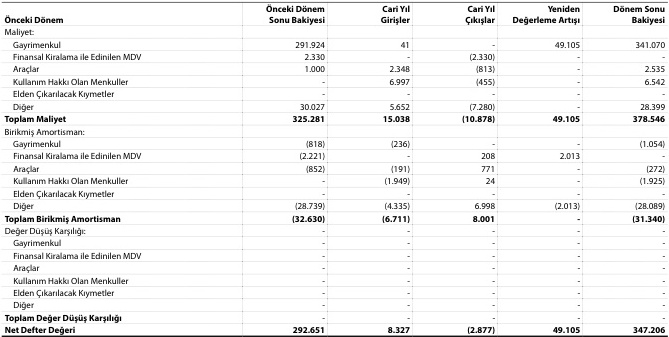 Önceki Dönem | Önceki Dönem Sonu Bakiyesi | Cari Yıl Girişler | Cari Yıl Çıkışlar | Yeniden Değerleme Artışı | Dönem Sonu Bakiyesi
Maliyet:
Gayrimenkul 291.924 41 - 49.105 341.070
Finansal Kiralama ile Edinilen MDV 2.330 - (2.330) - -
Araçlar 1.000 2.348 (813) - 2.535
Kullanım Hakkı Olan Menkuller - 6.997 (455) - 6.542
Elden Çıkarılacak Kıymetler - - - - -
Diğer 30.027 5.652 (7.280) - 28.399
Toplam Maliyet 325.281 15.038 (10.878) 49.105 378.546
Birikmiş Amortisman:
Gayrimenkul (818) (236) - - (1.054)
Finansal Kiralama ile Edinilen MDV (2.221) - 208 2.013 -
Araçlar (852) (191) 771 - (272)
Kullanım Hakkı Olan Menkuller - (1.949) 24 - (1.925)
Elden Çıkarılacak Kıymetler - - - - -
Diğer (28.739) (4.335) 6.998 (2.013) (28.089)
Toplam Birikmiş Amortisman (32.630) (6.711) 8.001 - (31.340)
Değer Düşüş Karşılığı: - - - - -
Gayrimenkul - - - - -
Finansal Kiralama ile Edinilen MDV - - - - -
Araçlar - - - - -
Kullanım Hakkı Olan Menkuller - - - - -
Elden Çıkarılacak Kıymetler - - - - -
Diğer - - - - -
Toplam Değer Düşüş Karşılığı - - - - -
Net Defter Değeri 292.651 8.327 (2.877) 49.105 347.206